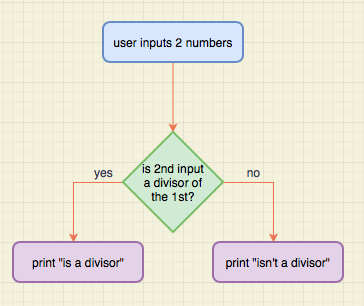 user inputs 2 numbers
is 2nd input
a divisor of
the 1st?
yes
no
print "is a divisor"
print "isn't a divisor"